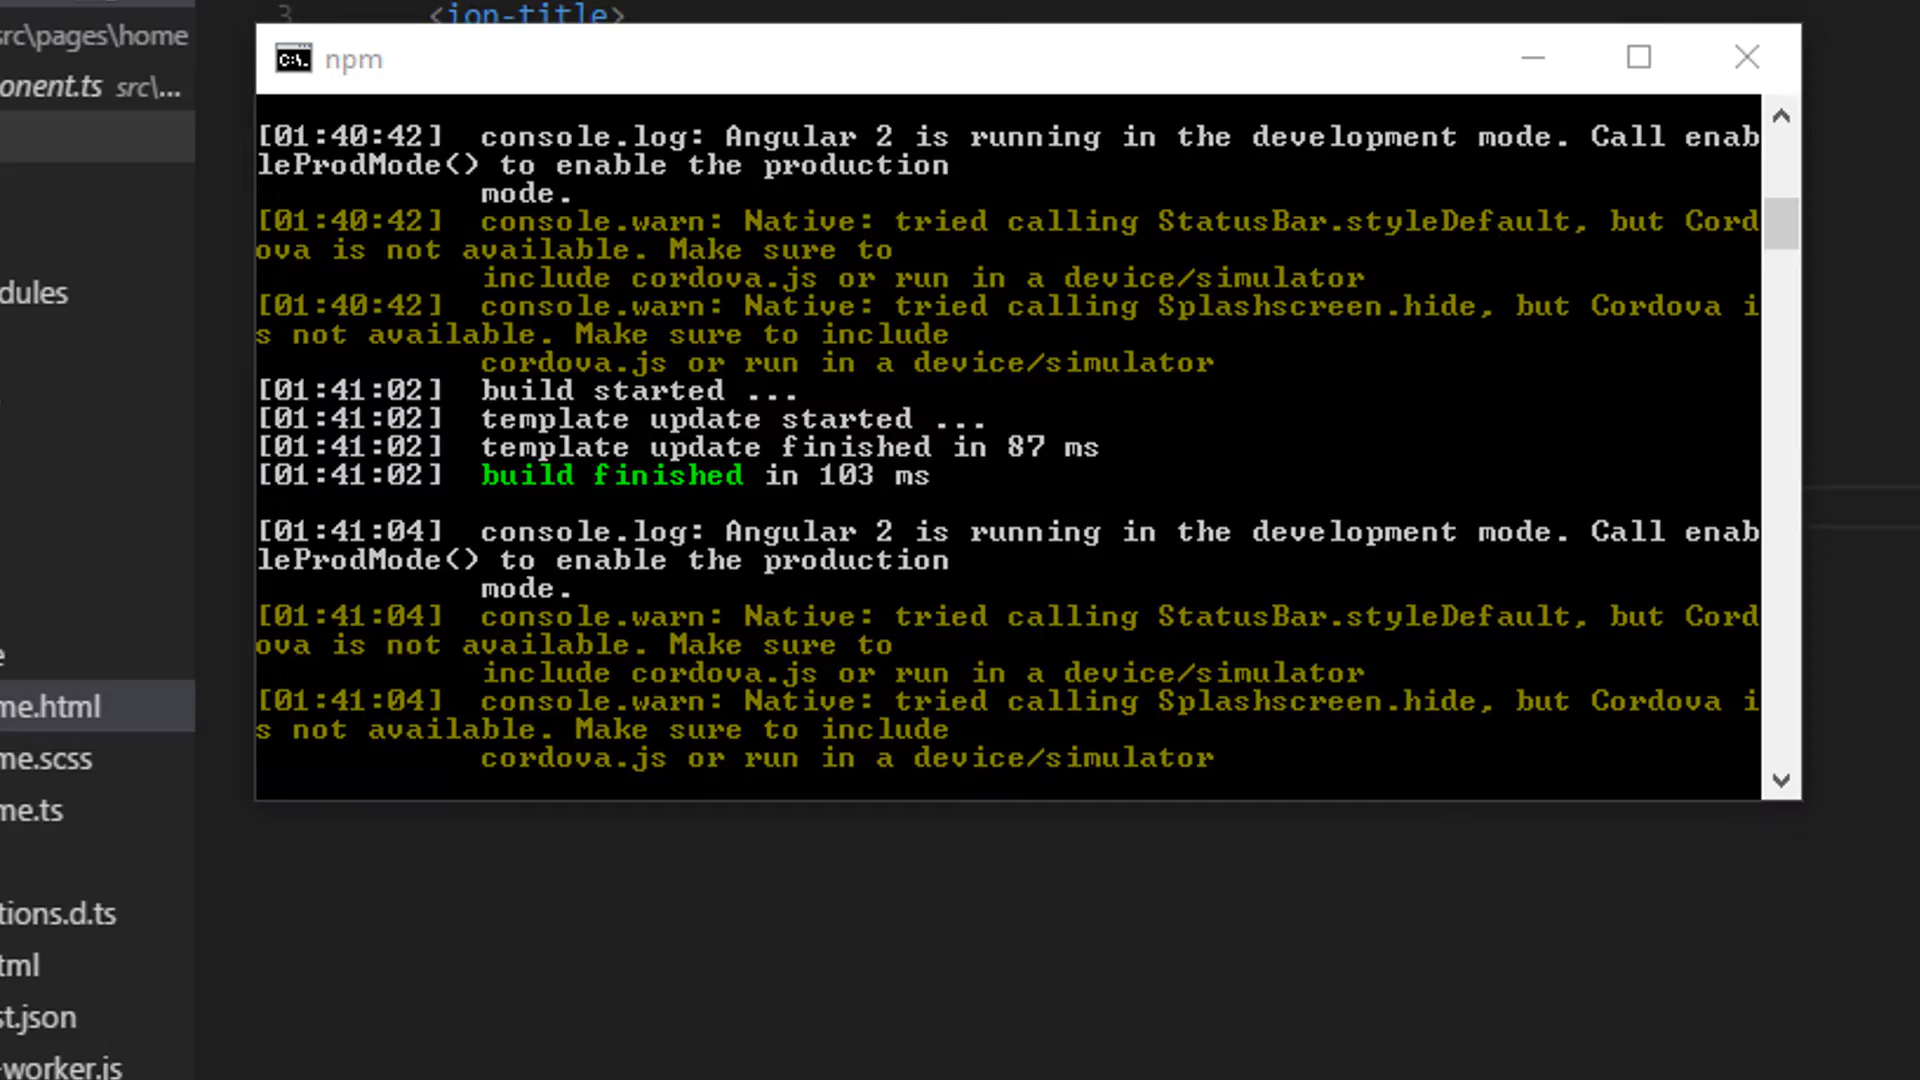 3 <ion-title>
src\pages\home
onent.ts src\...
dules
me.html
me.scss
me.ts
tions.d.ts
tml
st.json
-worker.js
npm
[01:40:42]  console.log: Angular 2 is running in the development mode. Call enab
leProdMode() to enable the production
mode.
[01:40:42]  console.warn: Native: tried calling StatusBar.styleDefault, but Cord
ova is not available. Make sure to
include cordova.js or run in a device/simulator
[01:40:42]  console.warn: Native: tried calling Splashscreen.hide, but Cordova i
s not available. Make sure to include
cordova.js or run in a device/simulator
[01:41:02]  build started ...
[01:41:02]  template update started ...
[01:41:02]  template update finished in 87 ms
[01:41:02]  build finished in 103 ms
[01:41:04]  console.log: Angular 2 is running in the development mode. Call enab
leProdMode() to enable the production
mode.
[01:41:04]  console.warn: Native: tried calling StatusBar.styleDefault, but Cord
ova is not available. Make sure to
include cordova.js or run in a device/simulator
[01:41:04]  console.warn: Native: tried calling Splashscreen.hide, but Cordova i
s not available. Make sure to include
cordova.js or run in a device/simulator